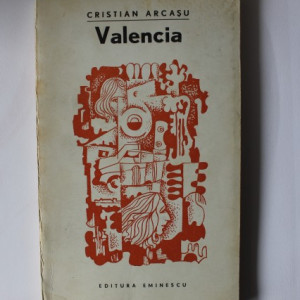 CRISTIAN ARCAȘU
Valencia
EDITURA EMINESCU